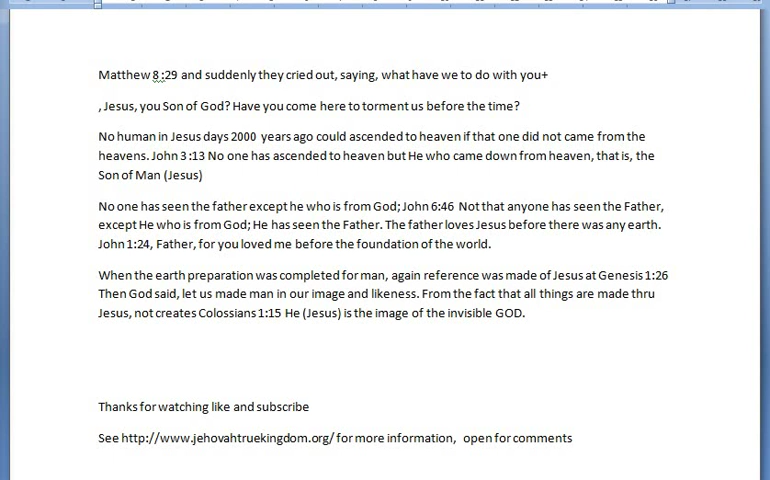 Matthew 8:29 and suddenly they cried out, saying, what have we to do with you+
, Jesus, you Son of God? Have you come here to torment us before the time?
No human in Jesus days 2000 years ago could ascended to heaven if that one did not came from the
heavens. John 3:13 No one has ascended to heaven but He who came down from heaven, that is, the
Son of Man (Jesus)
No one has seen the father except he who is from God; John 6:46 Not that anyone has seen the Father,
except He who is from God; He has seen the Father. The father loves Jesus before there was any earth.
John 1:24, Father, for you loved me before the foundation of the world.
When the earth preparation was completed for man, again reference was made of Jesus at Genesis 1:26
Then God said, let us made man in our image and likeness. From the fact that all things are made thru
Jesus, not creates Colossians 1:15 He (Jesus) is the image of the invisible GOD.
Thanks for watching like and subscribe
See http://www.jehovahtruekingdom.org/ for more information, open for comments